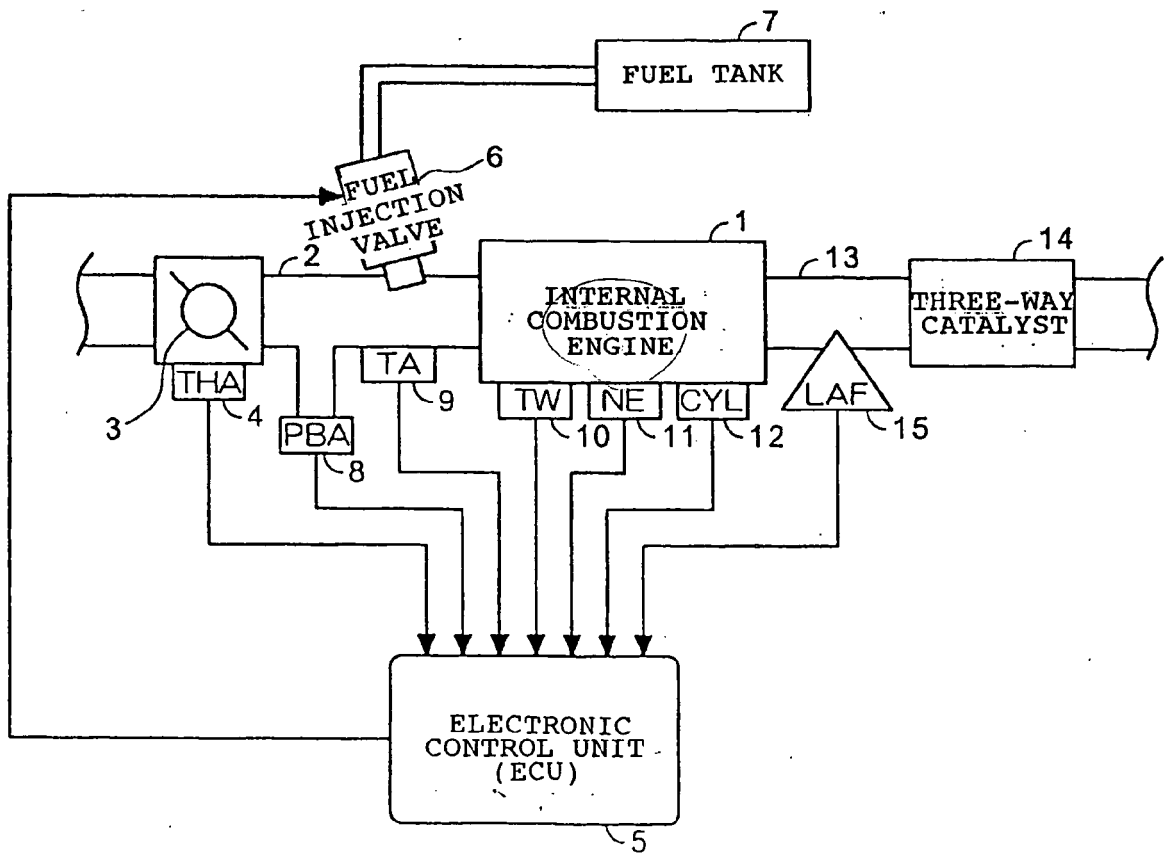 7
FUEL TANK
6
FUEL
INJECTION
VALVE
2
1
13
14
INTERNAL
COMBUSTION
ENGINE
THREE-WAY
CATALYST
THA
TA
TW
NE
CYL
LAF
3
4
PBA
9
10
11
12
15
8
ELECTRONIC
CONTROL UNIT
(ECU)
5